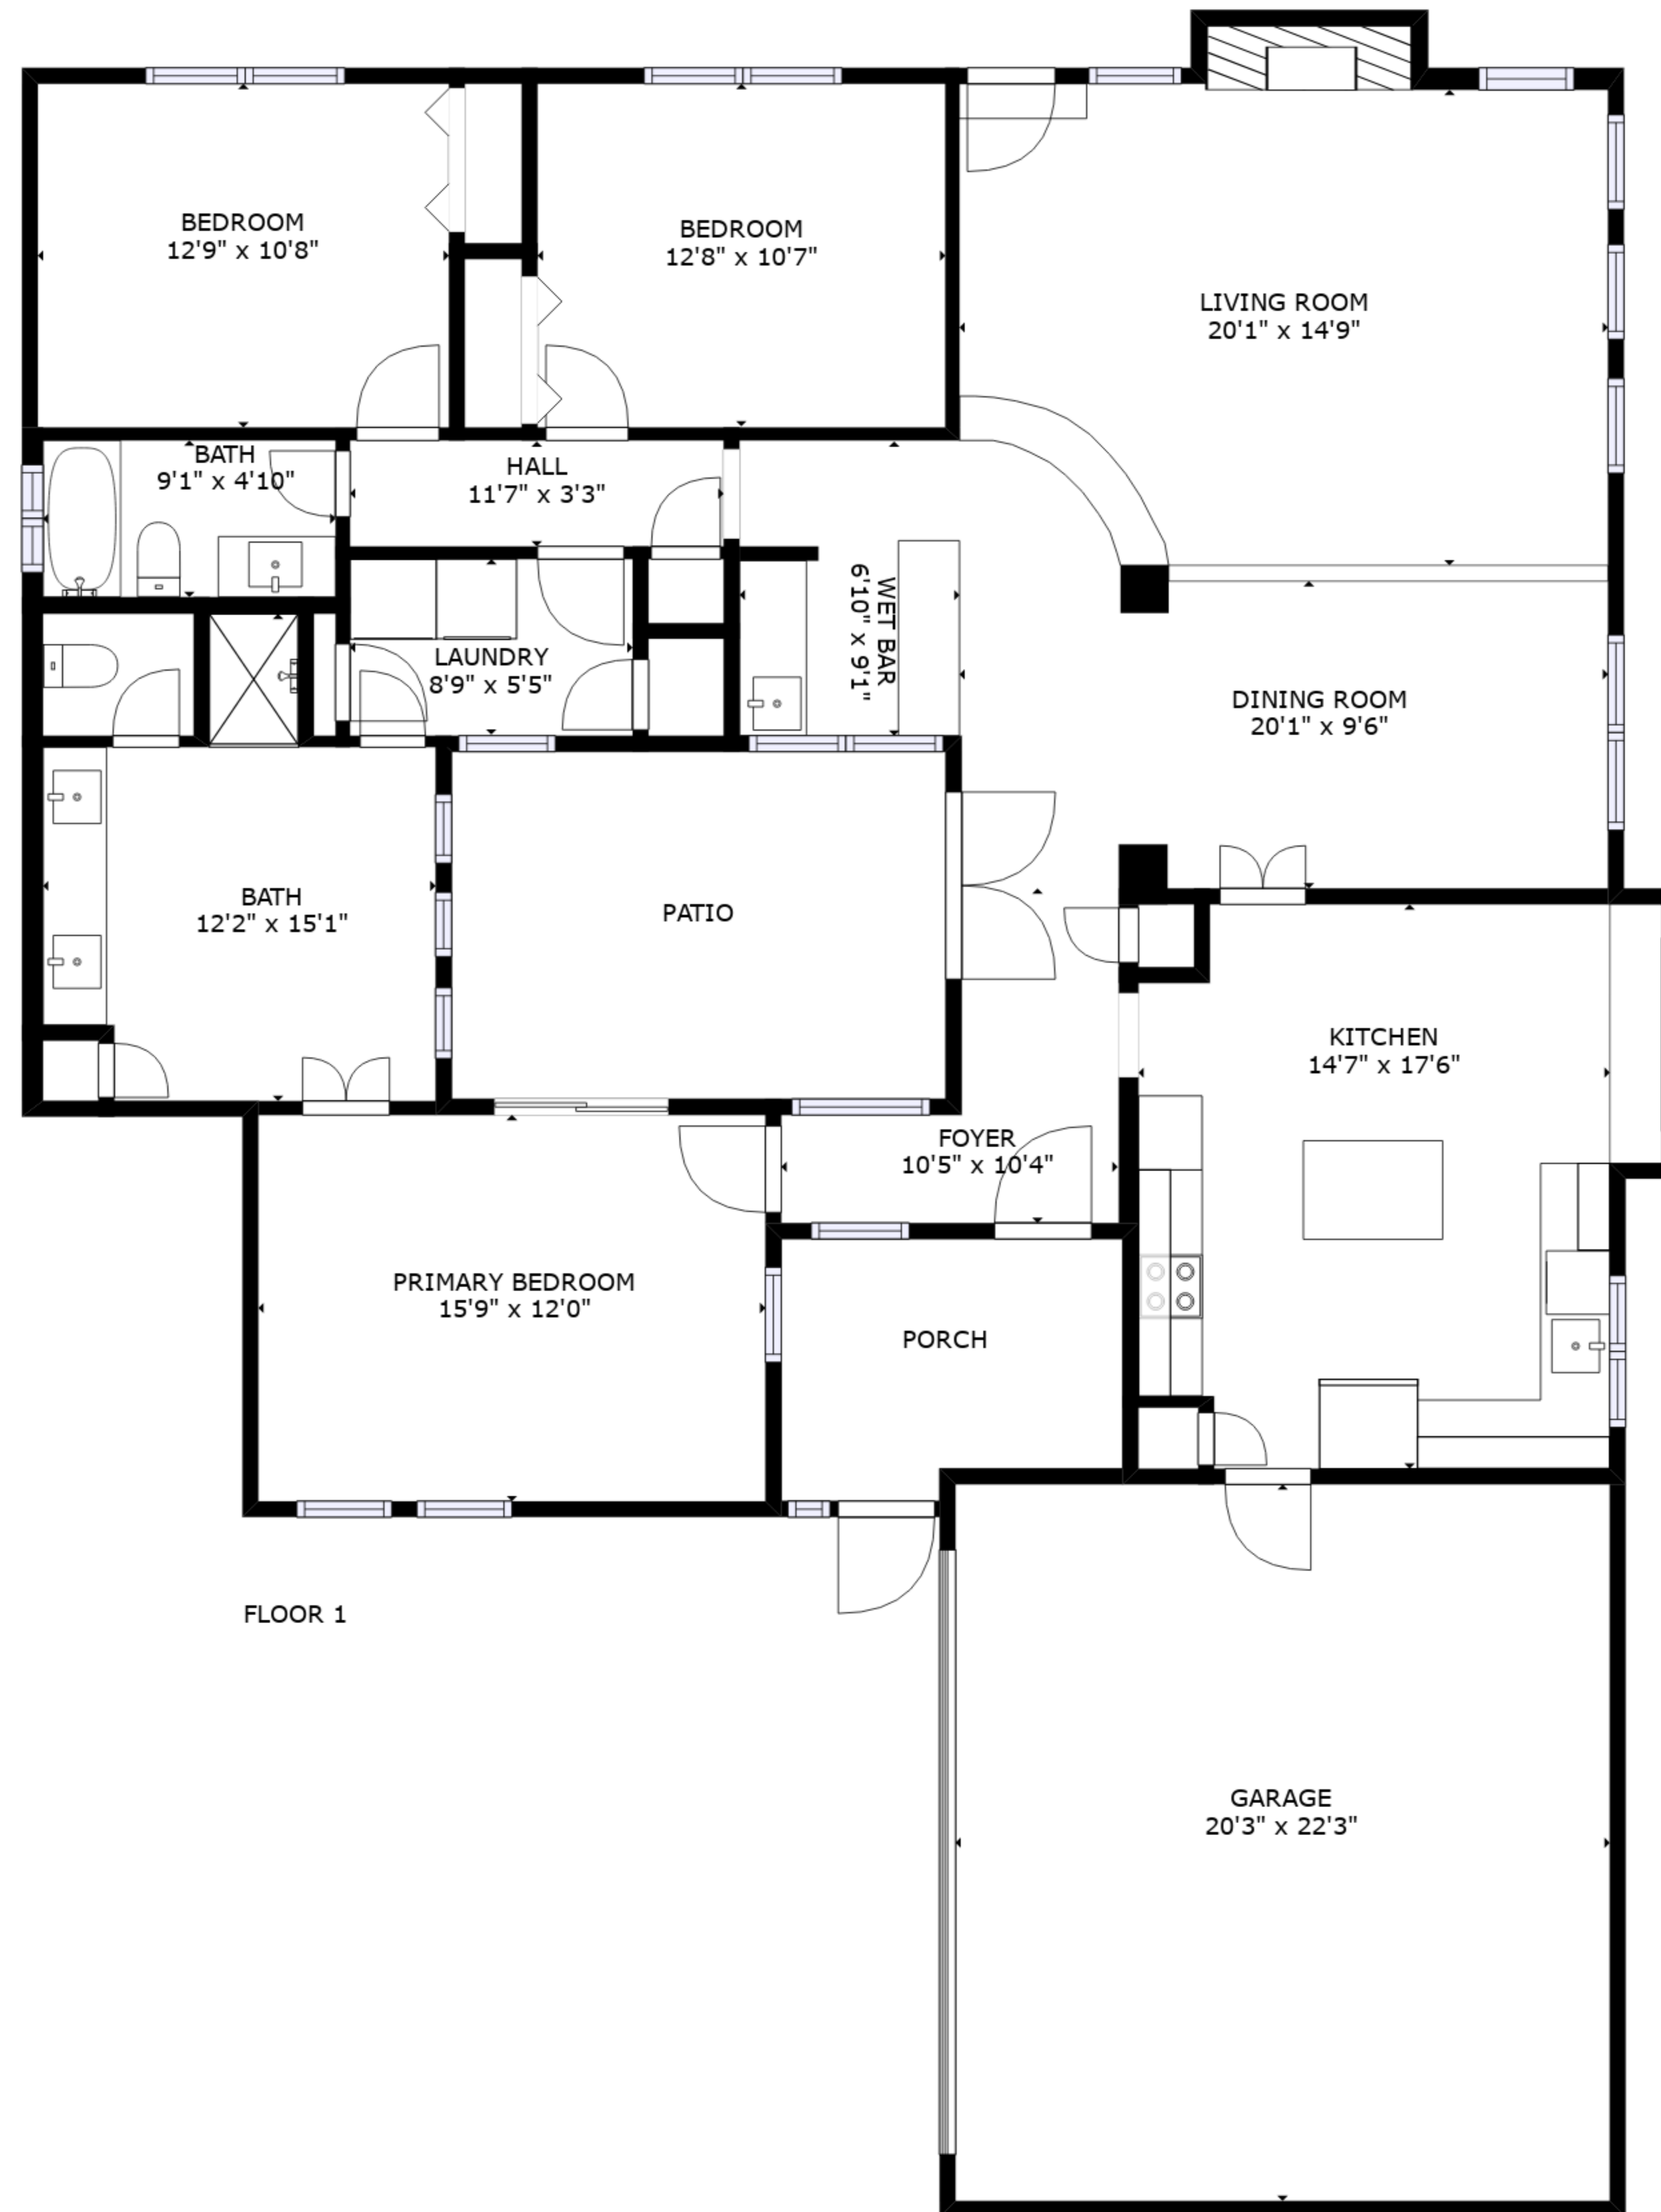 BEDROOM
12'9" x 10'8"
BEDROOM
12'8" x 10'7"
LIVING ROOM
20'1" x 14'9"
BATH
9'1" x 4'10"
HALL
11'7" x 3'3"
WET BAR
6'10" x 9'1"
LAUNDRY
8'9" x 5'5"
DINING ROOM
20'1" x 9'6"
BATH
12'2" x 15'1"
PATIO
KITCHEN
14'7" x 17'6"
FOYER
10'5" x 10'4"
PRIMARY BEDROOM
15'9" x 12'0"
PORCH
FLOOR 1
GARAGE
20'3" x 22'3"